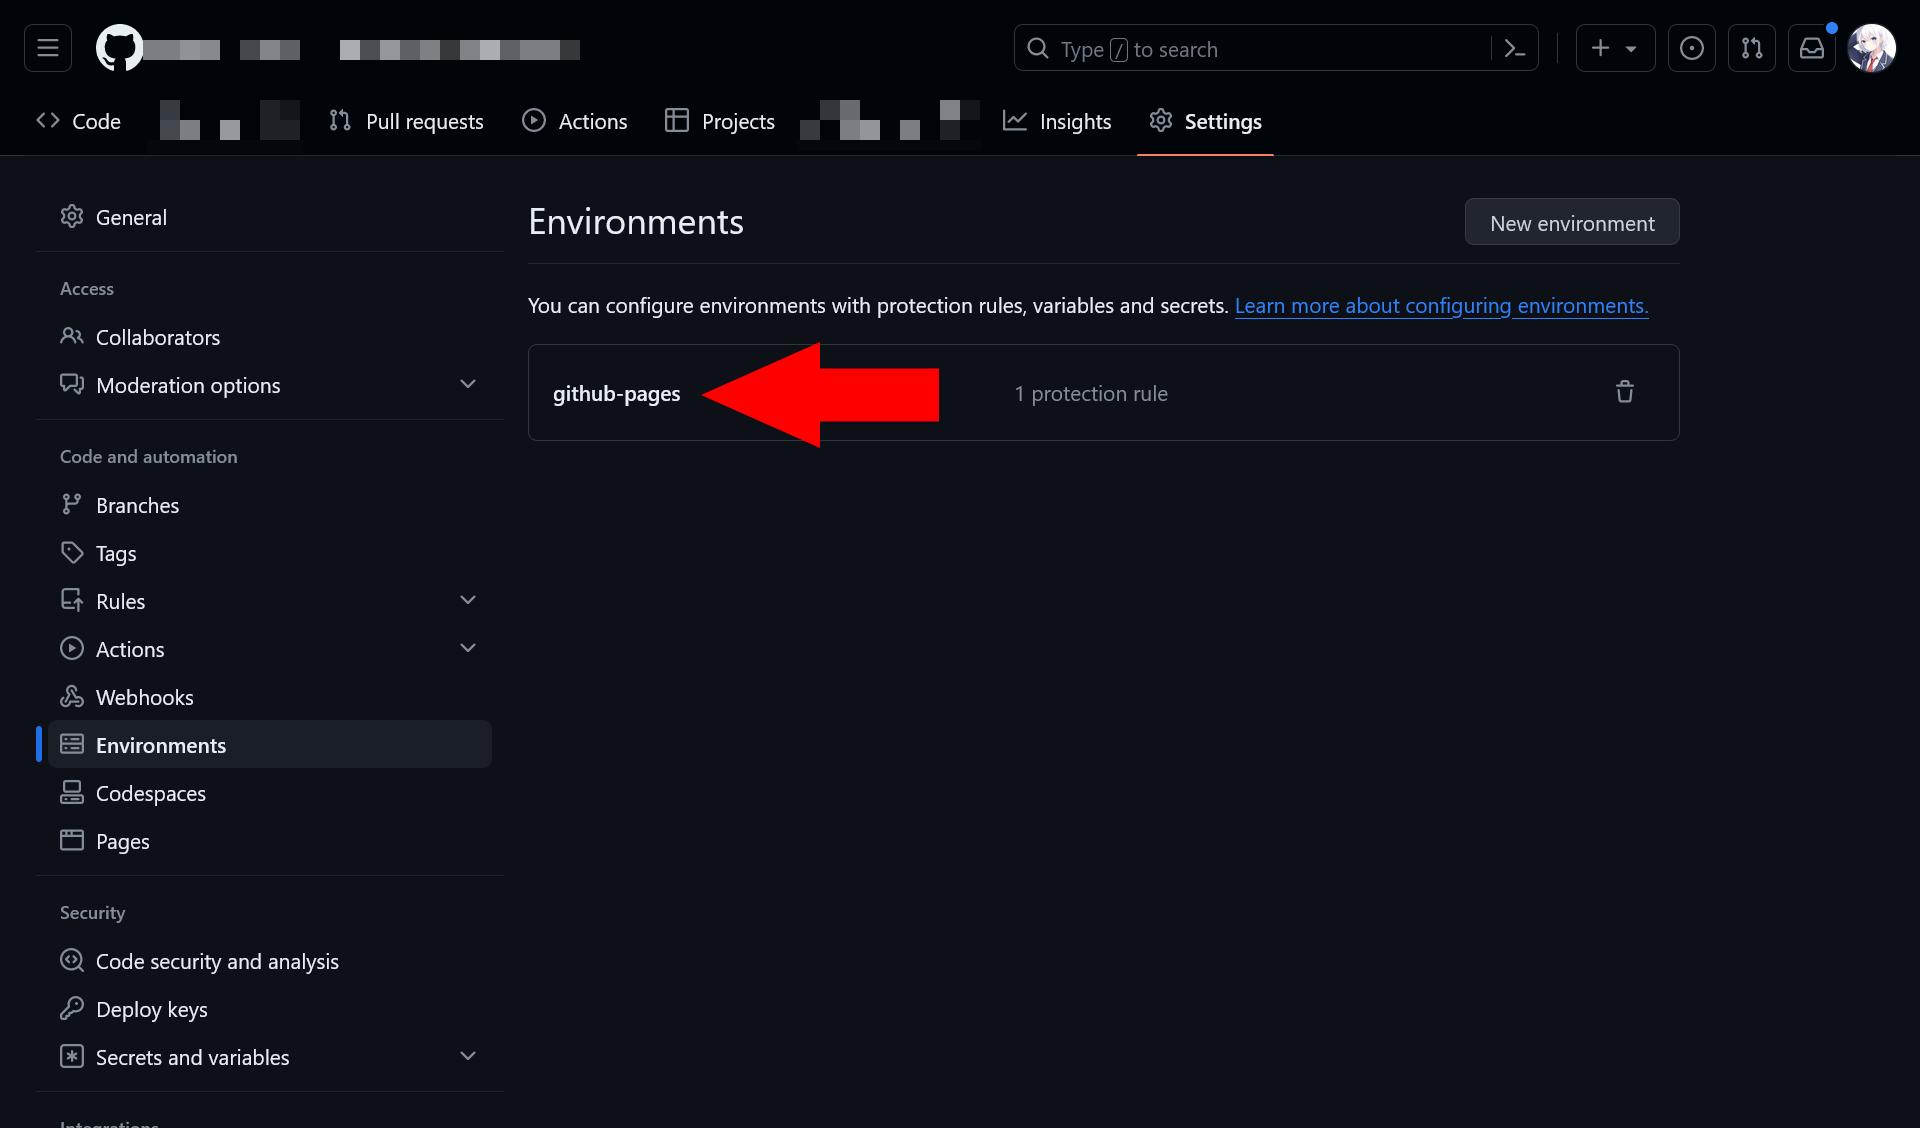 Type / to search
Code
Pull requests
Actions
Projects
Insights
Settings
General
Access
Collaborators
Moderation options
Code and automation
Branches
Tags
Rules
Actions
Webhooks
Environments
Codespaces
Pages
Security
Code security and analysis
Deploy keys
Secrets and variables
Integrations
Environments
New environment
You can configure environments with protection rules, variables and secrets. Learn more about configuring environments.
github-pages
1 protection rule